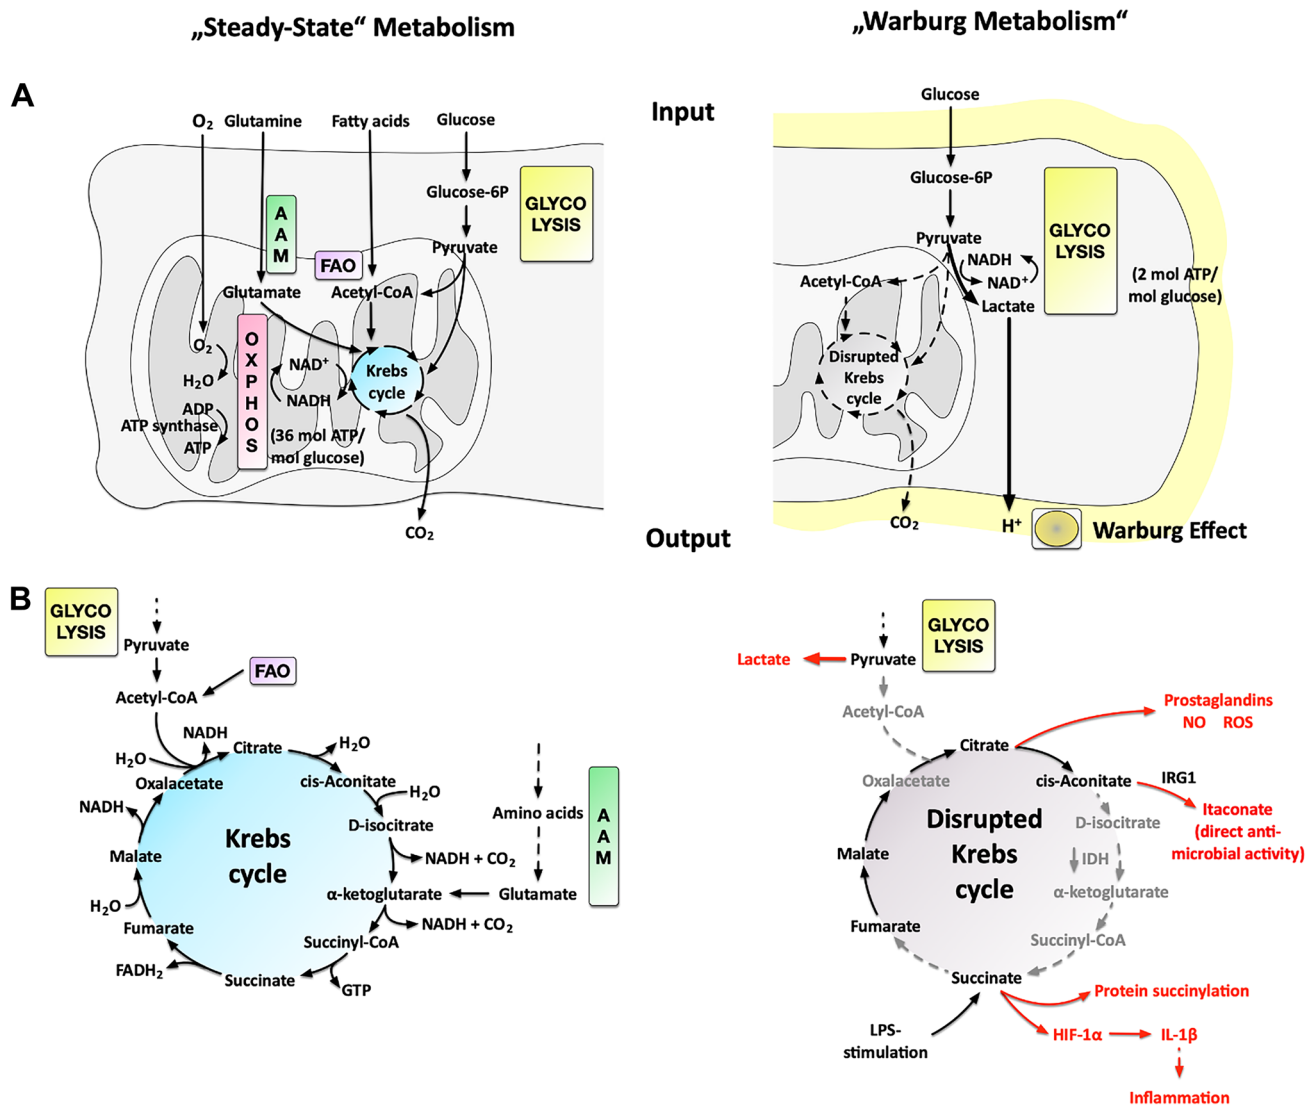 „Steady-State“ Metabolism
„Warburg Metabolism“
A
Input
O2 Glutamine Fatty acids Glucose
Glucose-6P
Pyruvate
GLYCO
LYSIS
A
A
M
FAO
Glutamate
Acetyl-CoA
O2
H2O
ADP
ATP synthase
ATP
O
X
P
H
O
S
NAD+
NADH
(36 mol ATP/
mol glucose)
Krebs
cycle
CO2
Glucose
Glucose-6P
Pyruvate
NADH
NAD+
Lactate
GLYCO
LYSIS
(2 mol ATP/
mol glucose)
Acetyl-CoA
Disrupted
Krebs
cycle
CO2
H+
Warburg Effect
Output
B
GLYCO
LYSIS
Pyruvate
FAO
Acetyl-CoA
NADH
H2O
Citrate
H2O
Oxalacetate
cis-Aconitate
H2O
NADH
D-isocitrate
Malate
NADH + CO2
Krebs
cycle
α-ketoglutarate
H2O
NADH + CO2
Fumarate
Succinyl-CoA
FADH2
Succinate
GTP
Amino acids
Glutamate
A
A
M
GLYCO
LYSIS
Lactate
Pyruvate
Acetyl-CoA
Prostaglandins
NO ROS
Citrate
Oxalacetate
cis-Aconitate
IRG1
Itaconate
(direct anti-
microbial activity)
D-isocitrate
IDH
Disrupted
Krebs
cycle
Malate
α-ketoglutarate
Fumarate
Succinyl-CoA
Succinate
Protein succinylation
LPS-
stimulation
HIF-1α
IL-1β
Inflammation